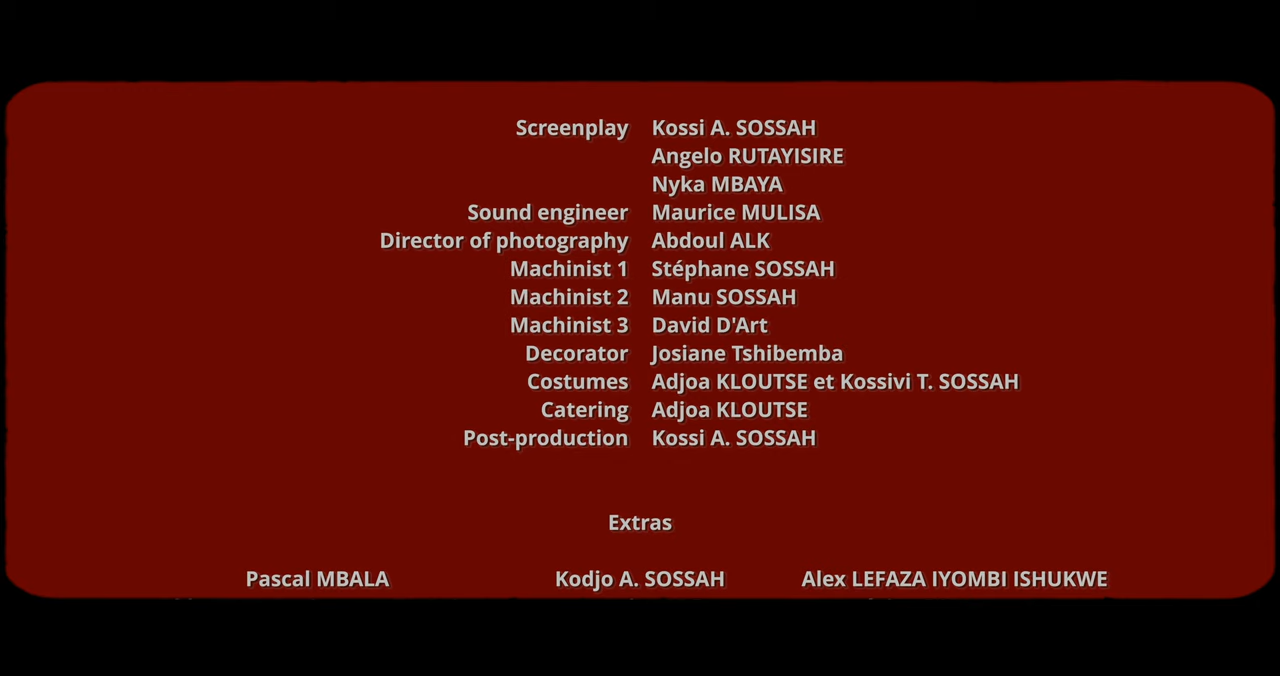 Screenplay Kossi A. SOSSAH
Angelo RUTAYISIRE
Nyka MBAYA
Sound engineer Maurice MULISA
Director of photography Abdoul ALK
Machinist 1 Stéphane SOSSAH
Machinist 2 Manu SOSSAH
Machinist 3 David D'Art
Decorator Josiane Tshibemba
Costumes Adjoa KLOUTSE et Kossivi T. SOSSAH
Catering Adjoa KLOUTSE
Post-production Kossi A. SOSSAH
Extras
Pascal MBALA Kodjo A. SOSSAH Alex LEFAZA IYOMBI ISHUKWE